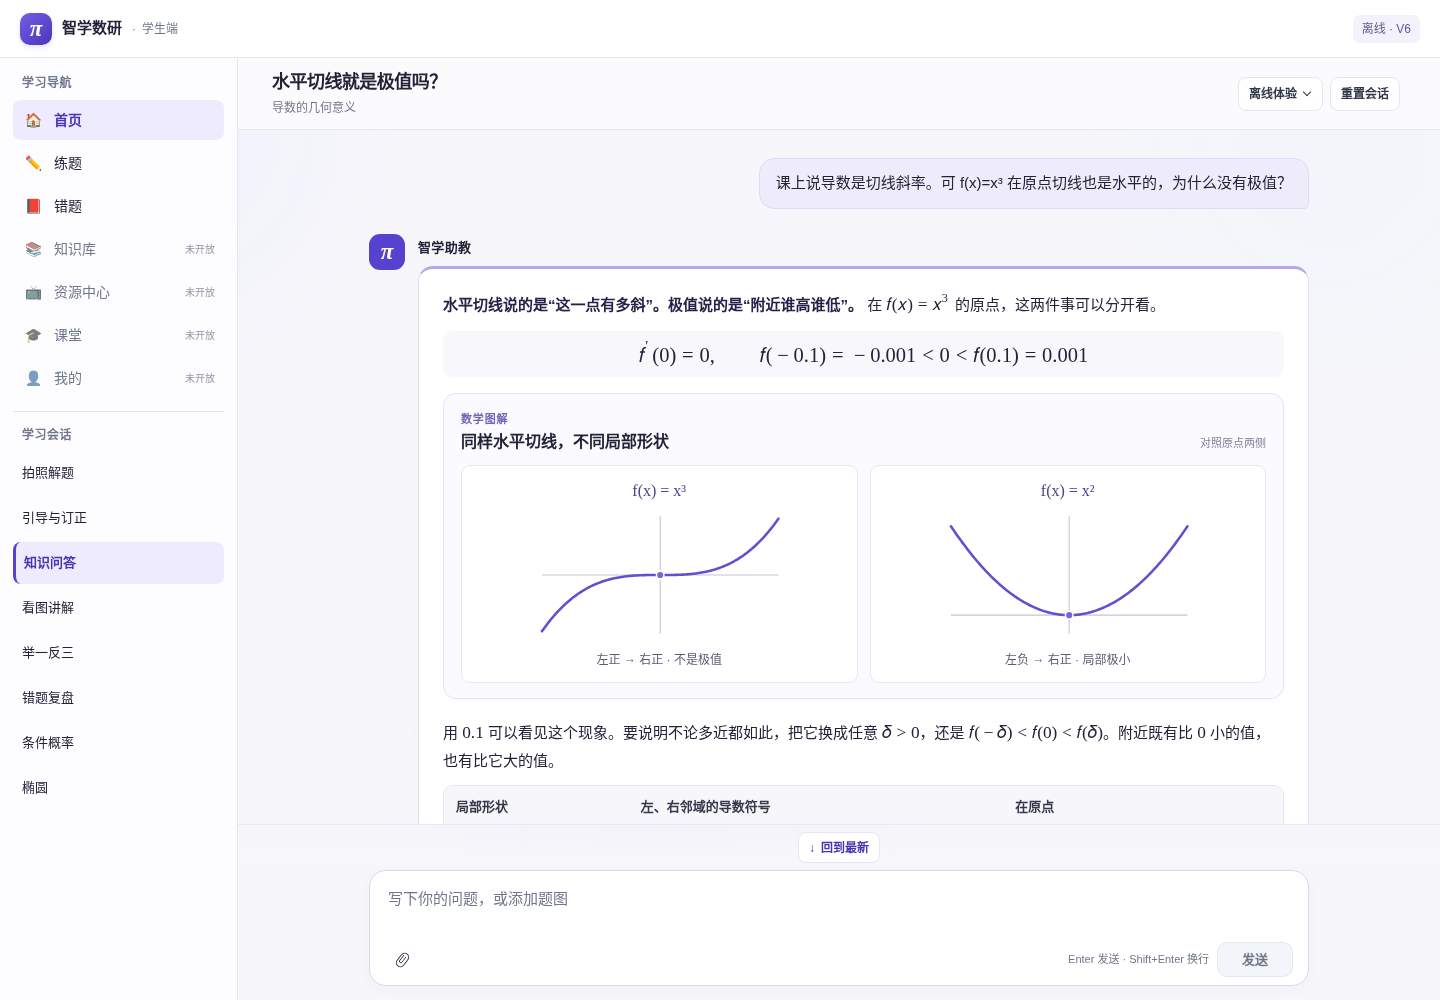 π 智学数研 · 学生端
离线 · V6
学习导航
首页
练题
错题
知识库 未开放
资源中心 未开放
课堂 未开放
我的 未开放
学习会话
拍照解题
引导与订正
知识问答
看图讲解
举一反三
错题复盘
条件概率
椭圆
水平切线就是极值吗？
导数的几何意义
离线体验
重置会话
课上说导数是切线斜率。可 f(x)=x³ 在原点切线也是水平的，为什么没有极值？
π 智学助教
水平切线说的是“这一点有多斜”。极值说的是“附近谁高谁低”。 在 f(x) = x³ 的原点，这两件事可以分开看。
f′(0) = 0, f( − 0.1) = − 0.001 < 0 < f(0.1) = 0.001
数学图解
同样水平切线，不同局部形状
对照原点两侧
f(x) = x³
左正 → 右正 · 不是极值
f(x) = x²
左负 → 右正 · 局部极小
用 0.1 可以看见这个现象。要说明不论多近都如此，把它换成任意 δ > 0，还是 f( − δ) < f(0) < f(δ)。附近既有比 0 小的值，
也有比它大的值。
局部形状 左、右邻域的导数符号 在原点
↓ 回到最新
写下你的问题，或添加题图
Enter 发送 · Shift+Enter 换行
发送